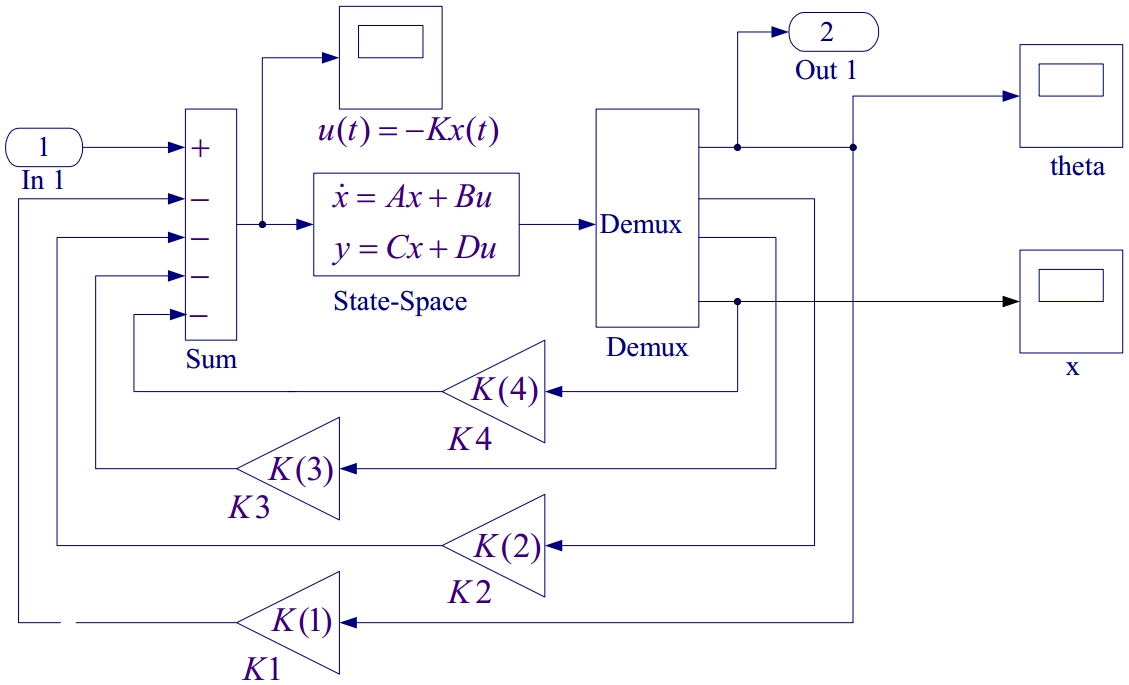 2
Out 1
u(t) = −Kx(t)
theta
1
In 1
+
−
−
−
−
Sum
ẋ = Ax + Bu
y = Cx + Du
State-Space
Demux
Demux
x
K(4)
K4
K(3)
K3
K(2)
K2
K(1)
K1